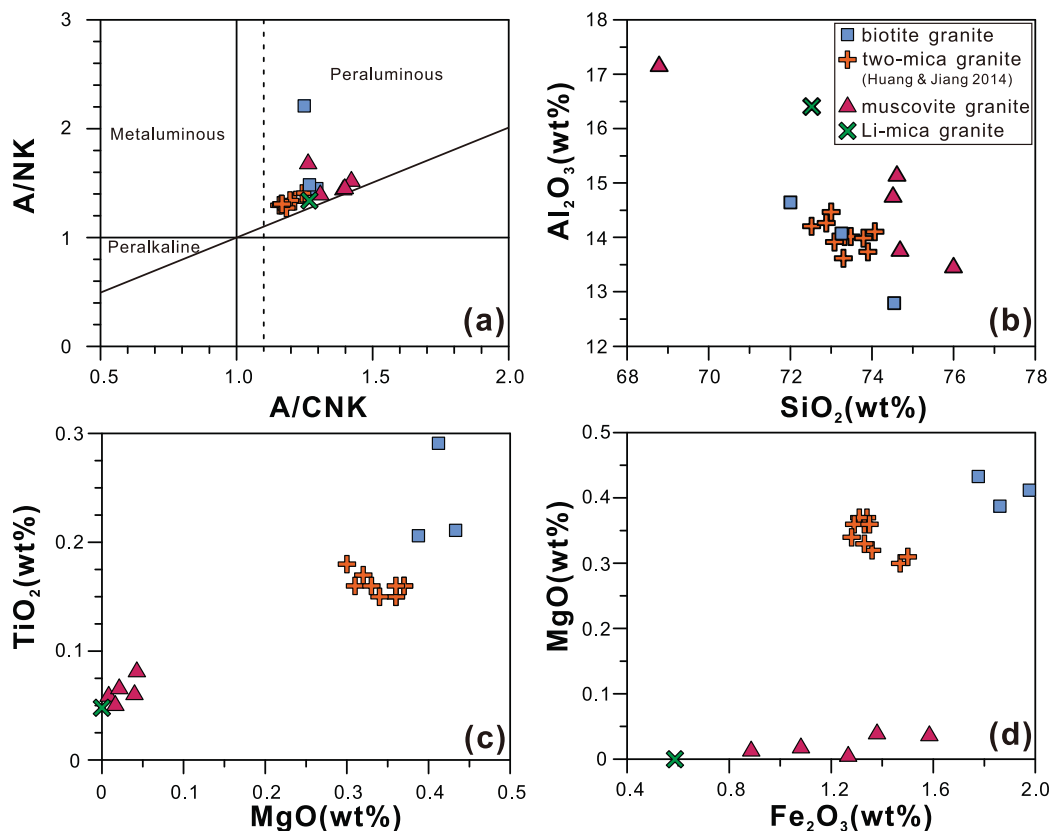 3
2
1
0
A/NK
Peraluminous
Metaluminous
Peralkaline
(a)
0.5
1.0
1.5
2.0
A/CNK
18
17
16
15
14
13
12
Al₂O₃(wt%)
biotite granite
two-mica granite
(Huang & Jiang 2014)
muscovite granite
Li-mica granite
(b)
68
70
72
74
76
78
SiO₂(wt%)
0.3
0.2
0.1
0
TiO₂(wt%)
(c)
0
0.1
0.2
0.3
0.4
0.5
MgO(wt%)
0.5
0.4
0.3
0.2
0.1
0
MgO(wt%)
(d)
0.4
0.8
1.2
1.6
2.0
Fe₂O₃(wt%)